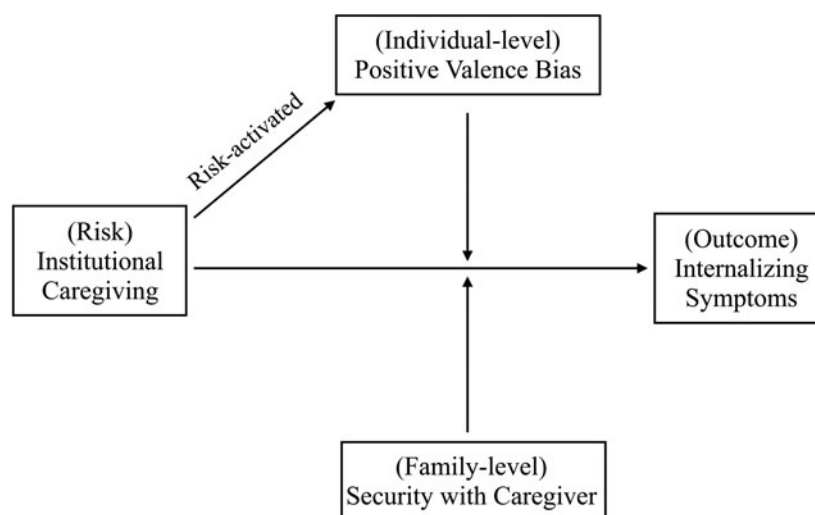 (Individual-level)
Positive Valence Bias
Risk-activated
(Risk)
Institutional
Caregiving
(Outcome)
Internalizing
Symptoms
(Family-level)
Security with Caregiver